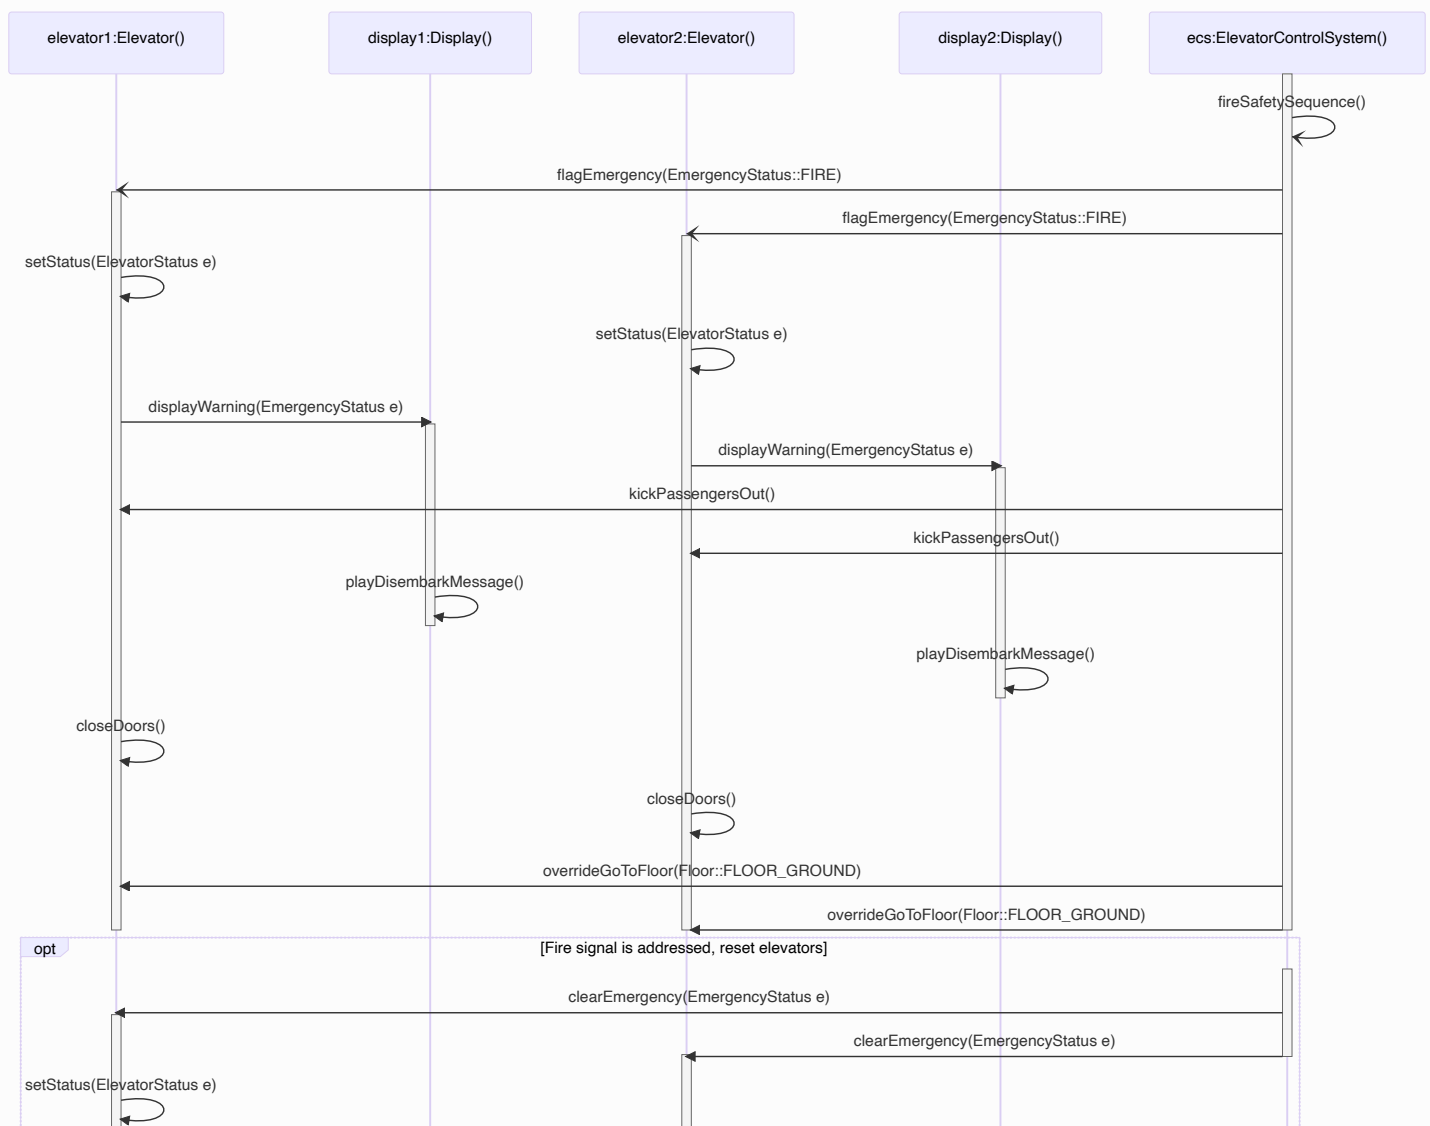 elevator1:Elevator()
display1:Display()
elevator2:Elevator()
display2:Display()
ecs:ElevatorControlSystem()
fireSafetySequence()
flagEmergency(EmergencyStatus::FIRE)
flagEmergency(EmergencyStatus::FIRE)
setStatus(ElevatorStatus e)
setStatus(ElevatorStatus e)
displayWarning(EmergencyStatus e)
displayWarning(EmergencyStatus e)
kickPassengersOut()
kickPassengersOut()
playDisembarkMessage()
playDisembarkMessage()
closeDoors()
closeDoors()
overrideGoToFloor(Floor::FLOOR_GROUND)
overrideGoToFloor(Floor::FLOOR_GROUND)
opt
[Fire signal is addressed, reset elevators]
clearEmergency(EmergencyStatus e)
clearEmergency(EmergencyStatus e)
setStatus(ElevatorStatus e)